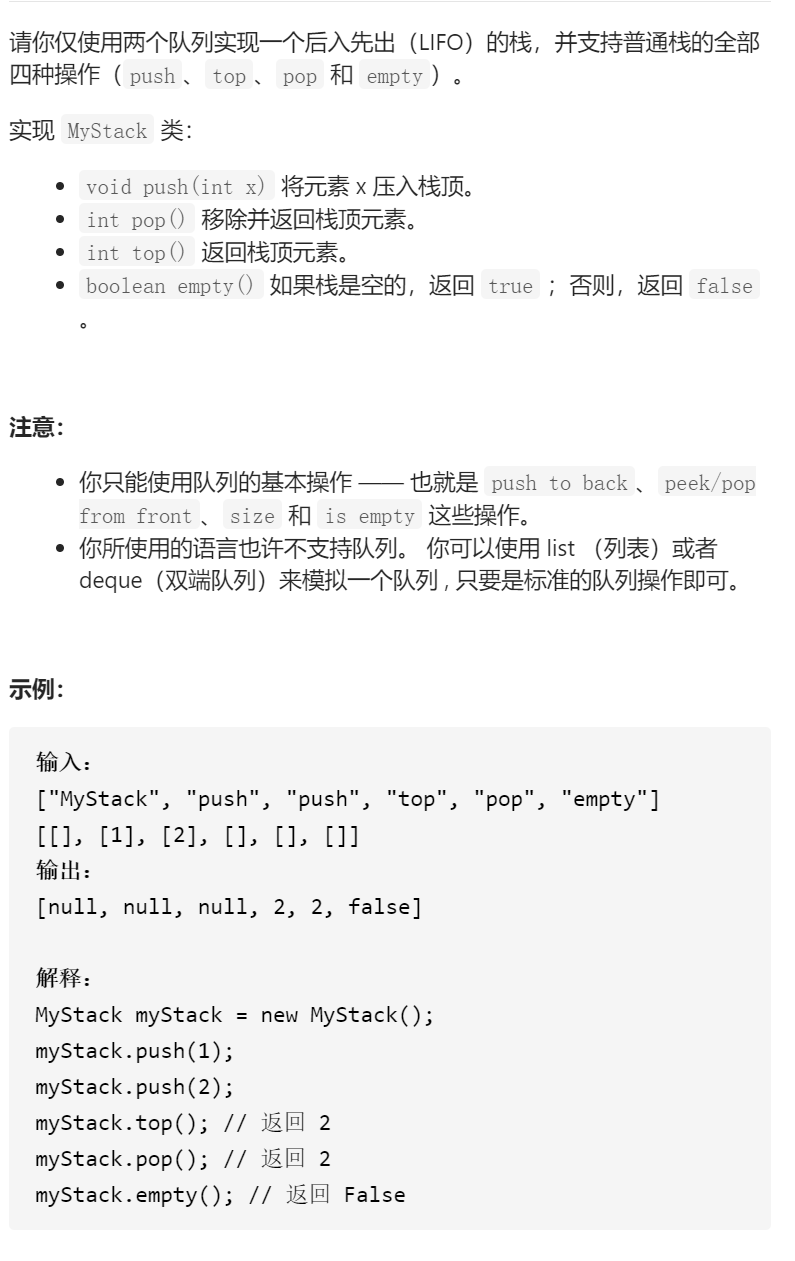 请你仅使用两个队列实现一个后入先出（LIFO）的栈，并支持普通栈的全部
四种操作（push、top、pop 和 empty）。
实现 MyStack 类：
void push(int x) 将元素 x 压入栈顶。
int pop() 移除并返回栈顶元素。
int top() 返回栈顶元素。
boolean empty() 如果栈是空的，返回 true ；否则，返回 false
。
注意：
你只能使用队列的基本操作 —— 也就是 push to back、peek/pop
from front、size 和 is empty 这些操作。
你所使用的语言也许不支持队列。 你可以使用 list （列表）或者
deque（双端队列）来模拟一个队列 , 只要是标准的队列操作即可。
示例：
输入：
["MyStack", "push", "push", "top", "pop", "empty"]
[[], [1], [2], [], [], []]
输出：
[null, null, null, 2, 2, false]
解释：
MyStack myStack = new MyStack();
myStack.push(1);
myStack.push(2);
myStack.top(); // 返回 2
myStack.pop(); // 返回 2
myStack.empty(); // 返回 False